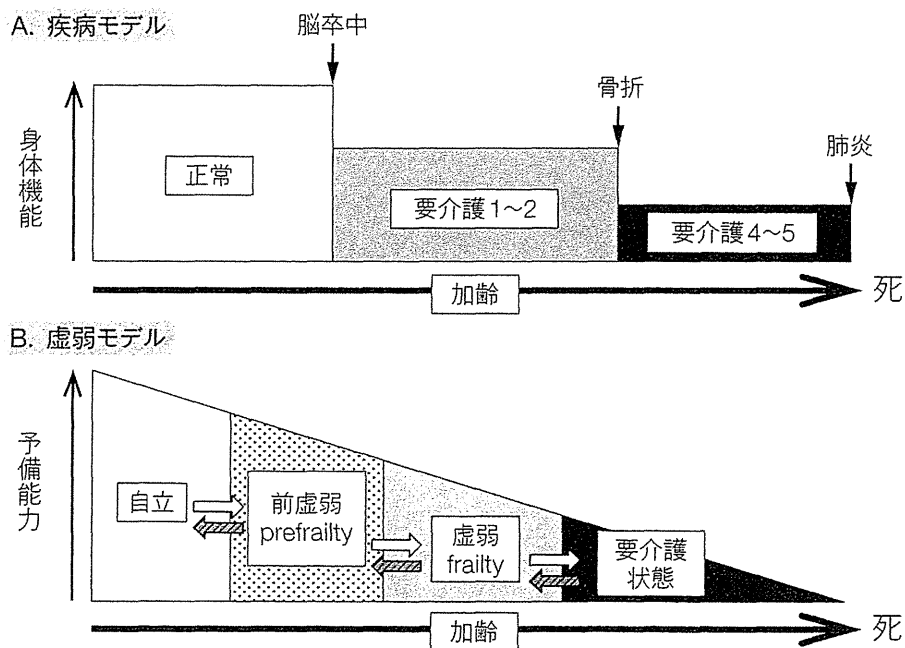 A. 疾病モデル
脳卒中
骨折
肺炎
身体機能
正常
要介護1～2
要介護4～5
加齢
死
B. 虚弱モデル
予備能力
自立
前虚弱
prefrailty
虚弱
frailty
要介護
状態
加齢
死